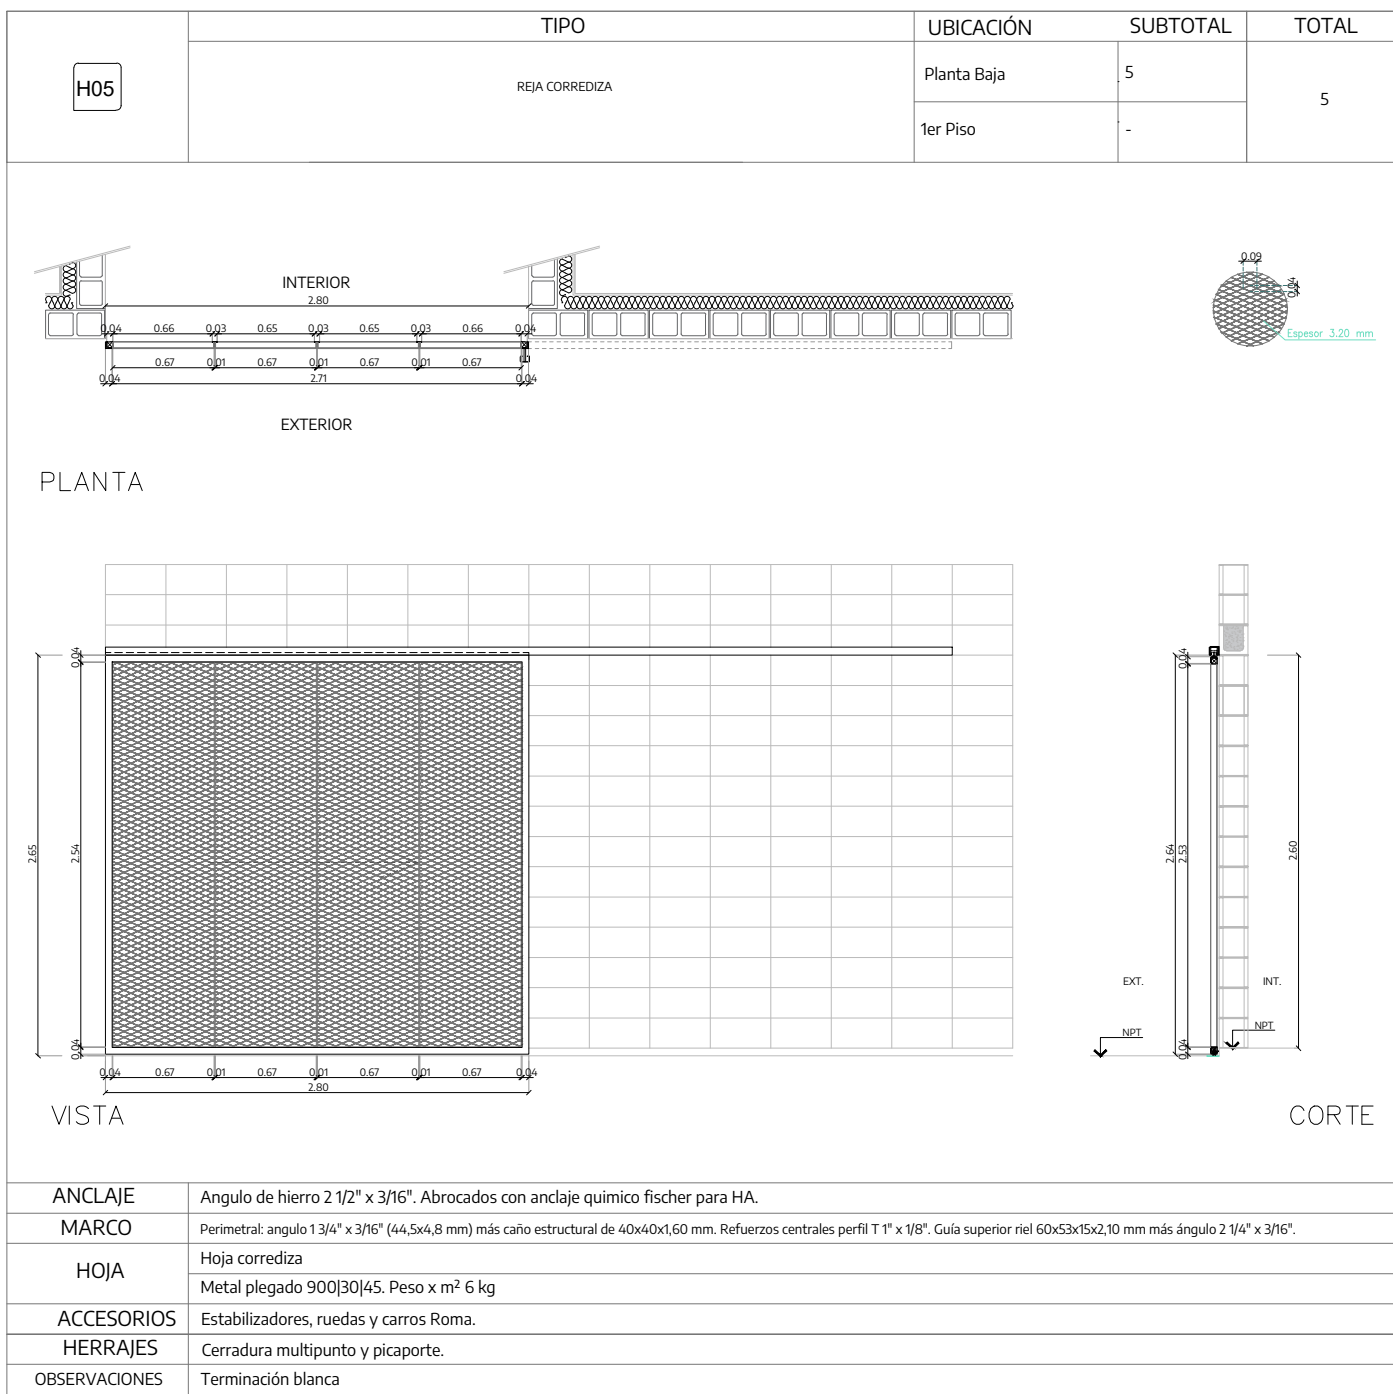 TIPO UBICACIÓN SUBTOTAL TOTAL
H05
REJA CORREDIZA
Planta Baja 5
5
1er Piso -
INTERIOR
2.80
0.04 0.66 0.03 0.65 0.03 0.65 0.03 0.66 0.04
0.67 0.01 0.67 0.01 0.67 0.01 0.67
0.04 2.71 0.04
EXTERIOR
0.09
0.04
Espesor 3.20 mm
PLANTA
0.04
2.65
2.54
0.04
0.04 0.67 0.01 0.67 0.01 0.67 0.01 0.67 0.04
2.80
VISTA
0.04
2.64
2.53
2.60
0.04
EXT.
INT.
NPT
NPT
CORTE
ANCLAJE Angulo de hierro 2 1/2" x 3/16". Abrocados con anclaje quimico fischer para HA.
MARCO Perimetral: angulo 1 3/4" x 3/16" (44,5x4,8 mm) más caño estructural de 40x40x1,60 mm. Refuerzos centrales perfil T 1" x 1/8". Guía superior riel 60x53x15x2,10 mm más ángulo 2 1/4" x 3/16".
HOJA Hoja corrediza
Metal plegado 900|30|45. Peso x m² 6 kg
ACCESORIOS Estabilizadores, ruedas y carros Roma.
HERRAJES Cerradura multipunto y picaporte.
OBSERVACIONES Terminación blanca